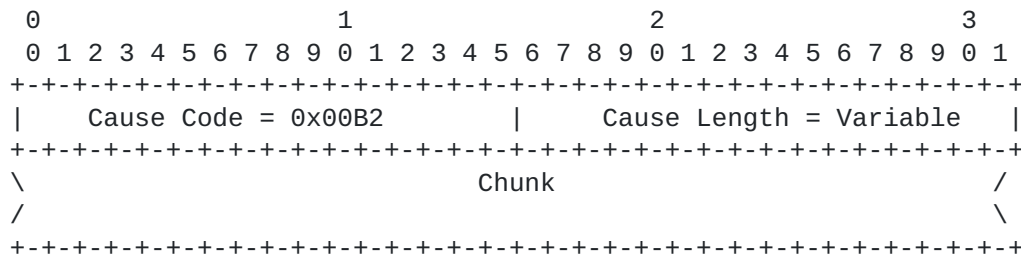 0                   1                   2                   3
 0 1 2 3 4 5 6 7 8 9 0 1 2 3 4 5 6 7 8 9 0 1 2 3 4 5 6 7 8 9 0 1
+-+-+-+-+-+-+-+-+-+-+-+-+-+-+-+-+-+-+-+-+-+-+-+-+-+-+-+-+-+-+-+-+
|    Cause Code = 0x00B2        |     Cause Length = Variable   |
+-+-+-+-+-+-+-+-+-+-+-+-+-+-+-+-+-+-+-+-+-+-+-+-+-+-+-+-+-+-+-+-+
\                             Chunk                             /
/                                                               \
+-+-+-+-+-+-+-+-+-+-+-+-+-+-+-+-+-+-+-+-+-+-+-+-+-+-+-+-+-+-+-+-+